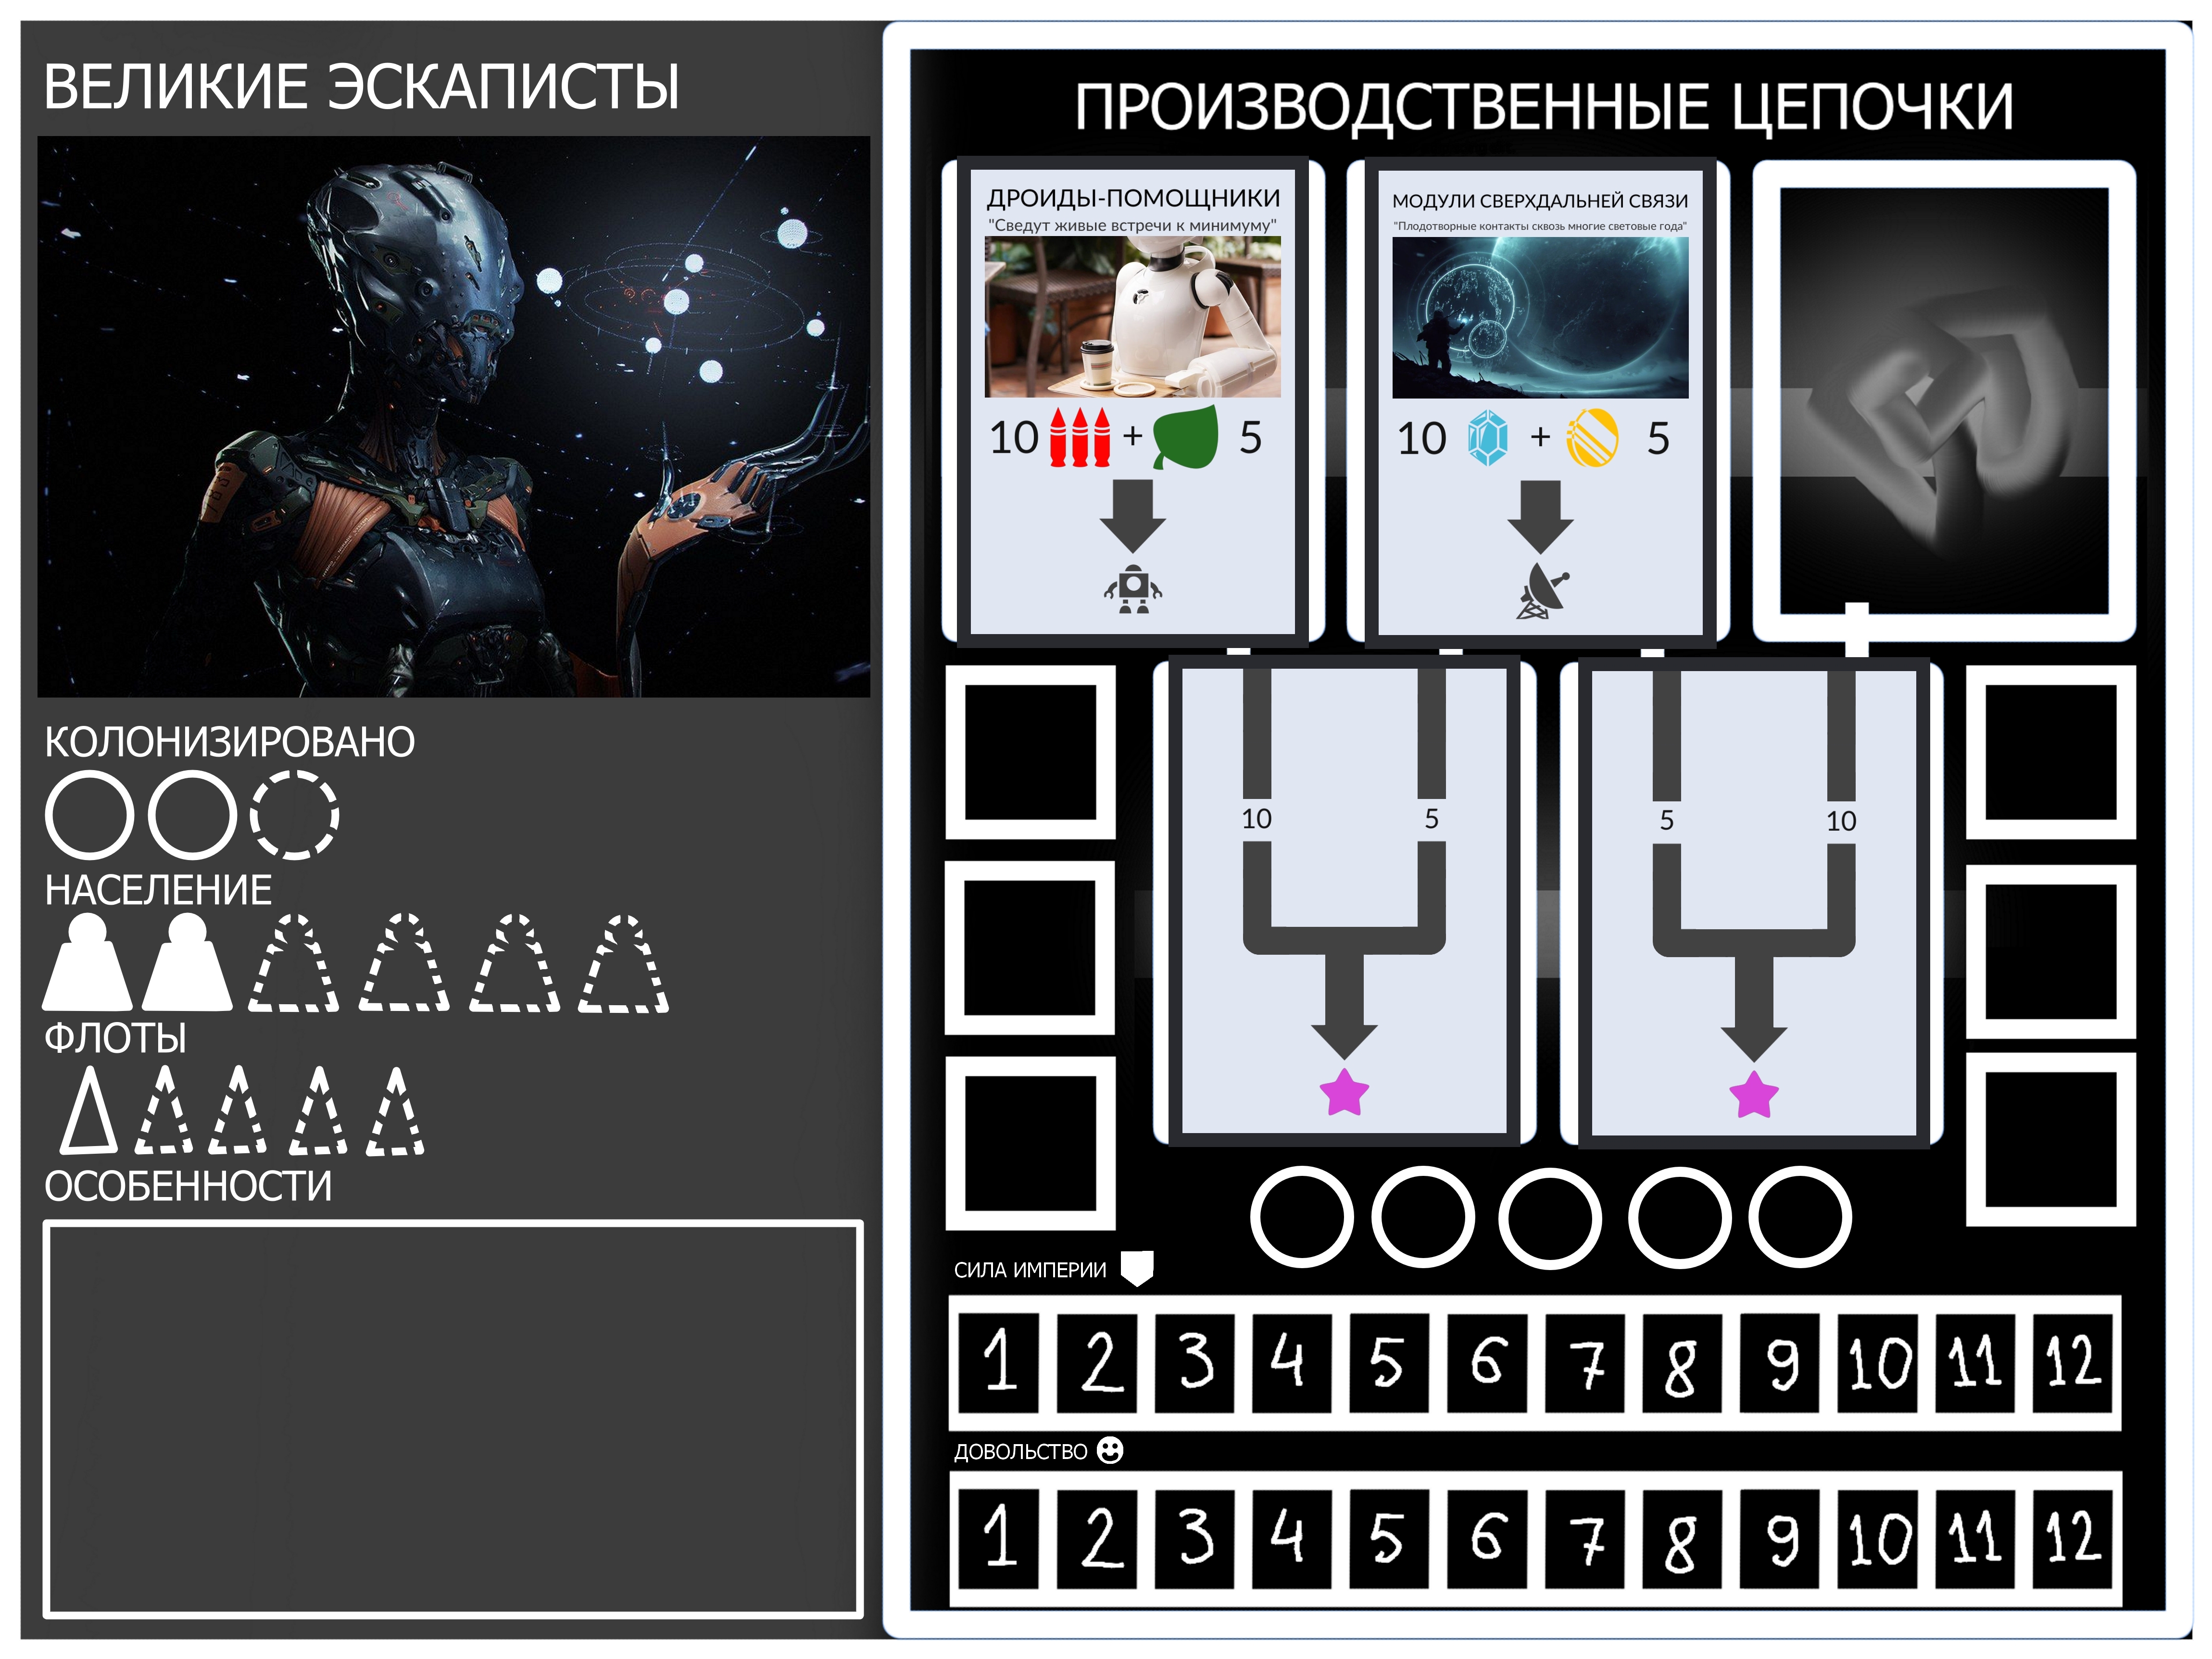 ВЕЛИКИЕ ЭСКАПИСТЫ
КОЛОНИЗИРОВАНО
НАСЕЛЕНИЕ
ФЛОТЫ
ОСОБЕННОСТИ
ПРОИЗВОДСТВЕННЫЕ ЦЕПОЧКИ
ДРОИДЫ-ПОМОЩНИКИ
"Сведут живые встречи к минимуму"
10 + 5
МОДУЛИ СВЕРХДАЛЬНЕЙ СВЯЗИ
"Плодотворные контакты сквозь многие световые года"
10 + 5
10 5
5 10
СИЛА ИМПЕРИИ
1 2 3 4 5 6 7 8 9 10 11 12
ДОВОЛЬСТВО
1 2 3 4 5 6 7 8 9 10 11 12